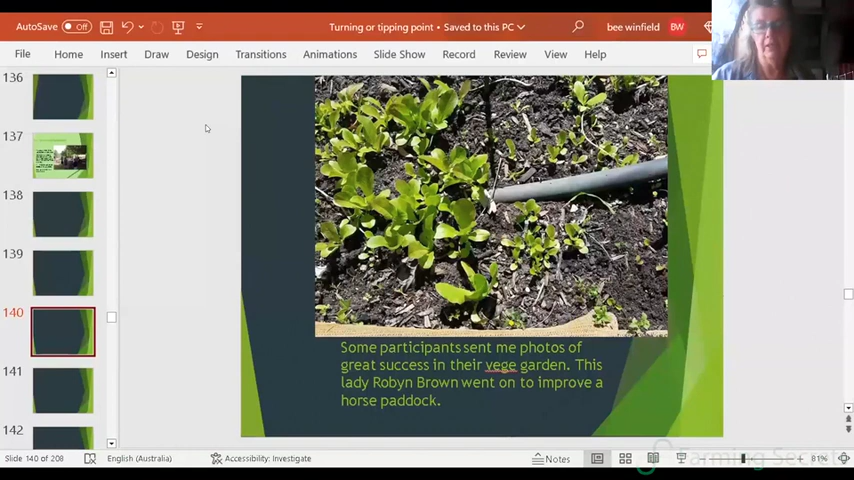 AutoSave Off Turning or tipping point • Saved to this PC bee winfield BW
File Home Insert Draw Design Transitions Animations Slide Show Record Review View Help
136
137
138
139
140
141
142
Some participants sent me photos of
great success in their vege garden. This
lady Robyn Brown went on to improve a
horse paddock.
Farming Secrets
Slide 140 of 208 English (Australia) Accessibility: Investigate Notes 81%